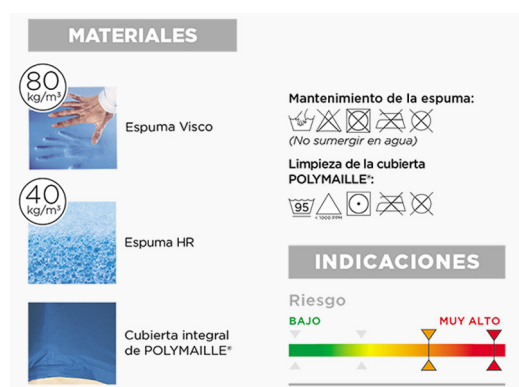 MATERIALES
80
kg/m³
Espuma Visco
40
kg/m³
Espuma HR
Cubierta integral
de POLYMAILLE®
Mantenimiento de la espuma:
(No sumergir en agua)
Limpieza de la cubierta
POLYMAILLE®:
95
< 1000 PPM
INDICACIONES
Riesgo
BAJO
MUY ALTO